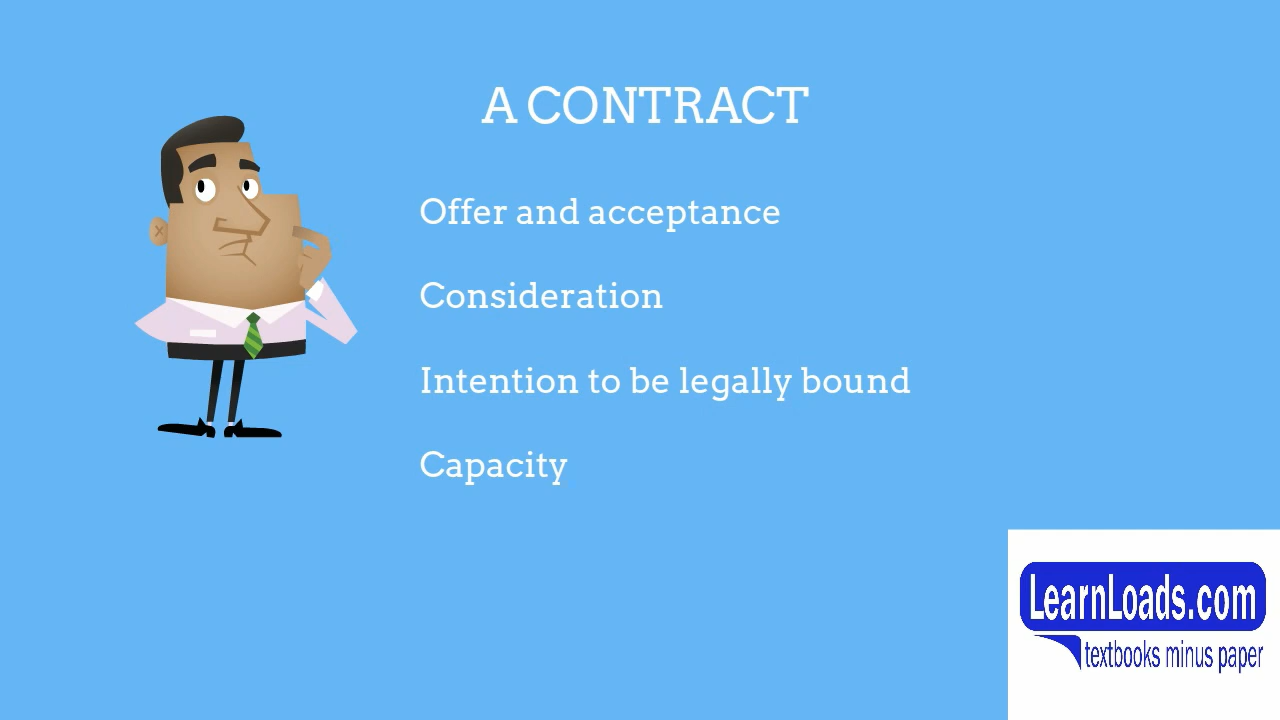 A CONTRACT
Offer and acceptance
Consideration
Intention to be legally bound
Capacity
LearnLoads.com
textbooks minus paper